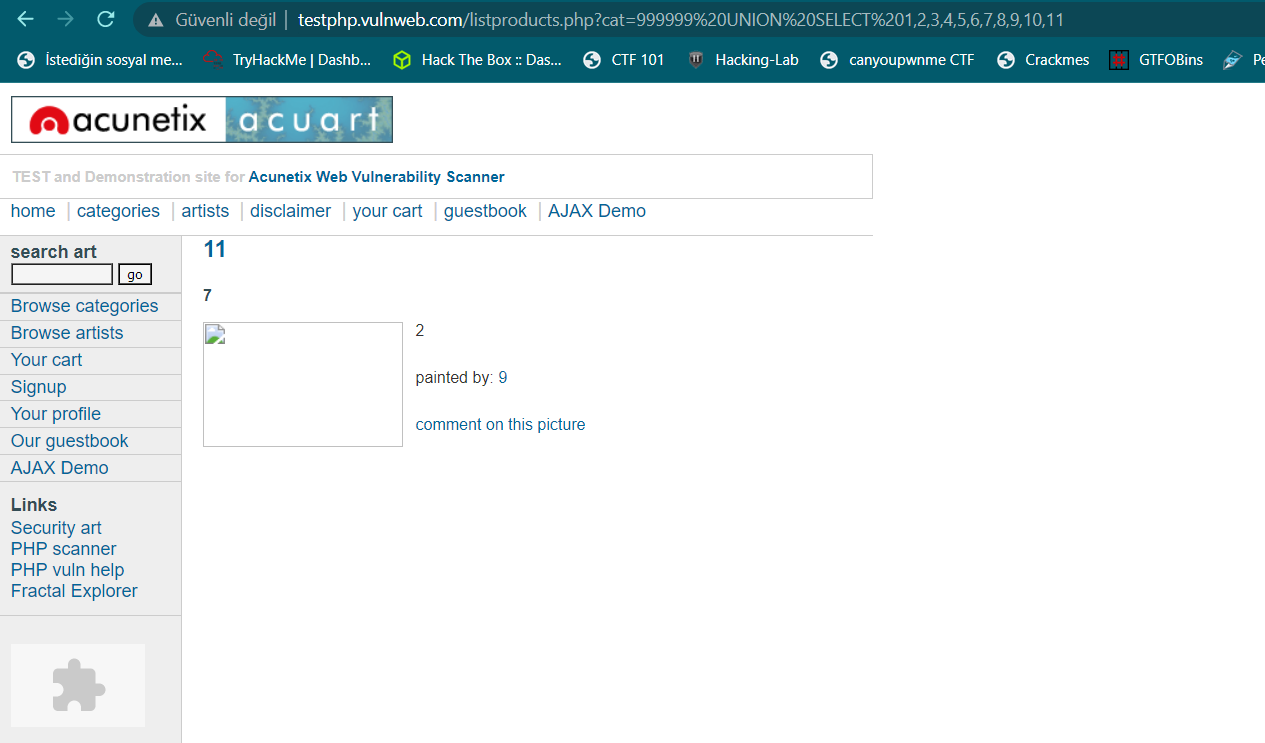 Güvenli değil | testphp.vulnweb.com/listproducts.php?cat=999999%20UNION%20SELECT%201,2,3,4,5,6,7,8,9,10,11
İstediğin sosyal me... TryHackMe | Dashb... Hack The Box :: Das... CTF 101 Hacking-Lab canyoupwnme CTF Crackmes GTFOBins Pe
acunetix acuart
TEST and Demonstration site for Acunetix Web Vulnerability Scanner
home | categories | artists | disclaimer | your cart | guestbook | AJAX Demo
search art
go
Browse categories
Browse artists
Your cart
Signup
Your profile
Our guestbook
AJAX Demo
Links
Security art
PHP scanner
PHP vuln help
Fractal Explorer
11
7
2
painted by: 9
comment on this picture